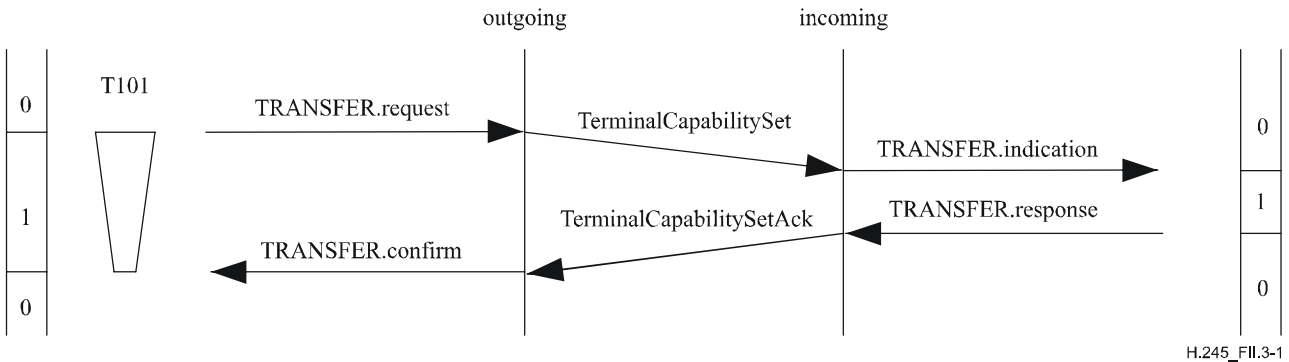 outgoing
incoming
T101
0
TRANSFER.request
TerminalCapabilitySet
0
TRANSFER.indication
1
TerminalCapabilitySetAck
TRANSFER.response
1
TRANSFER.confirm
0
0
H.245_FII.3-1